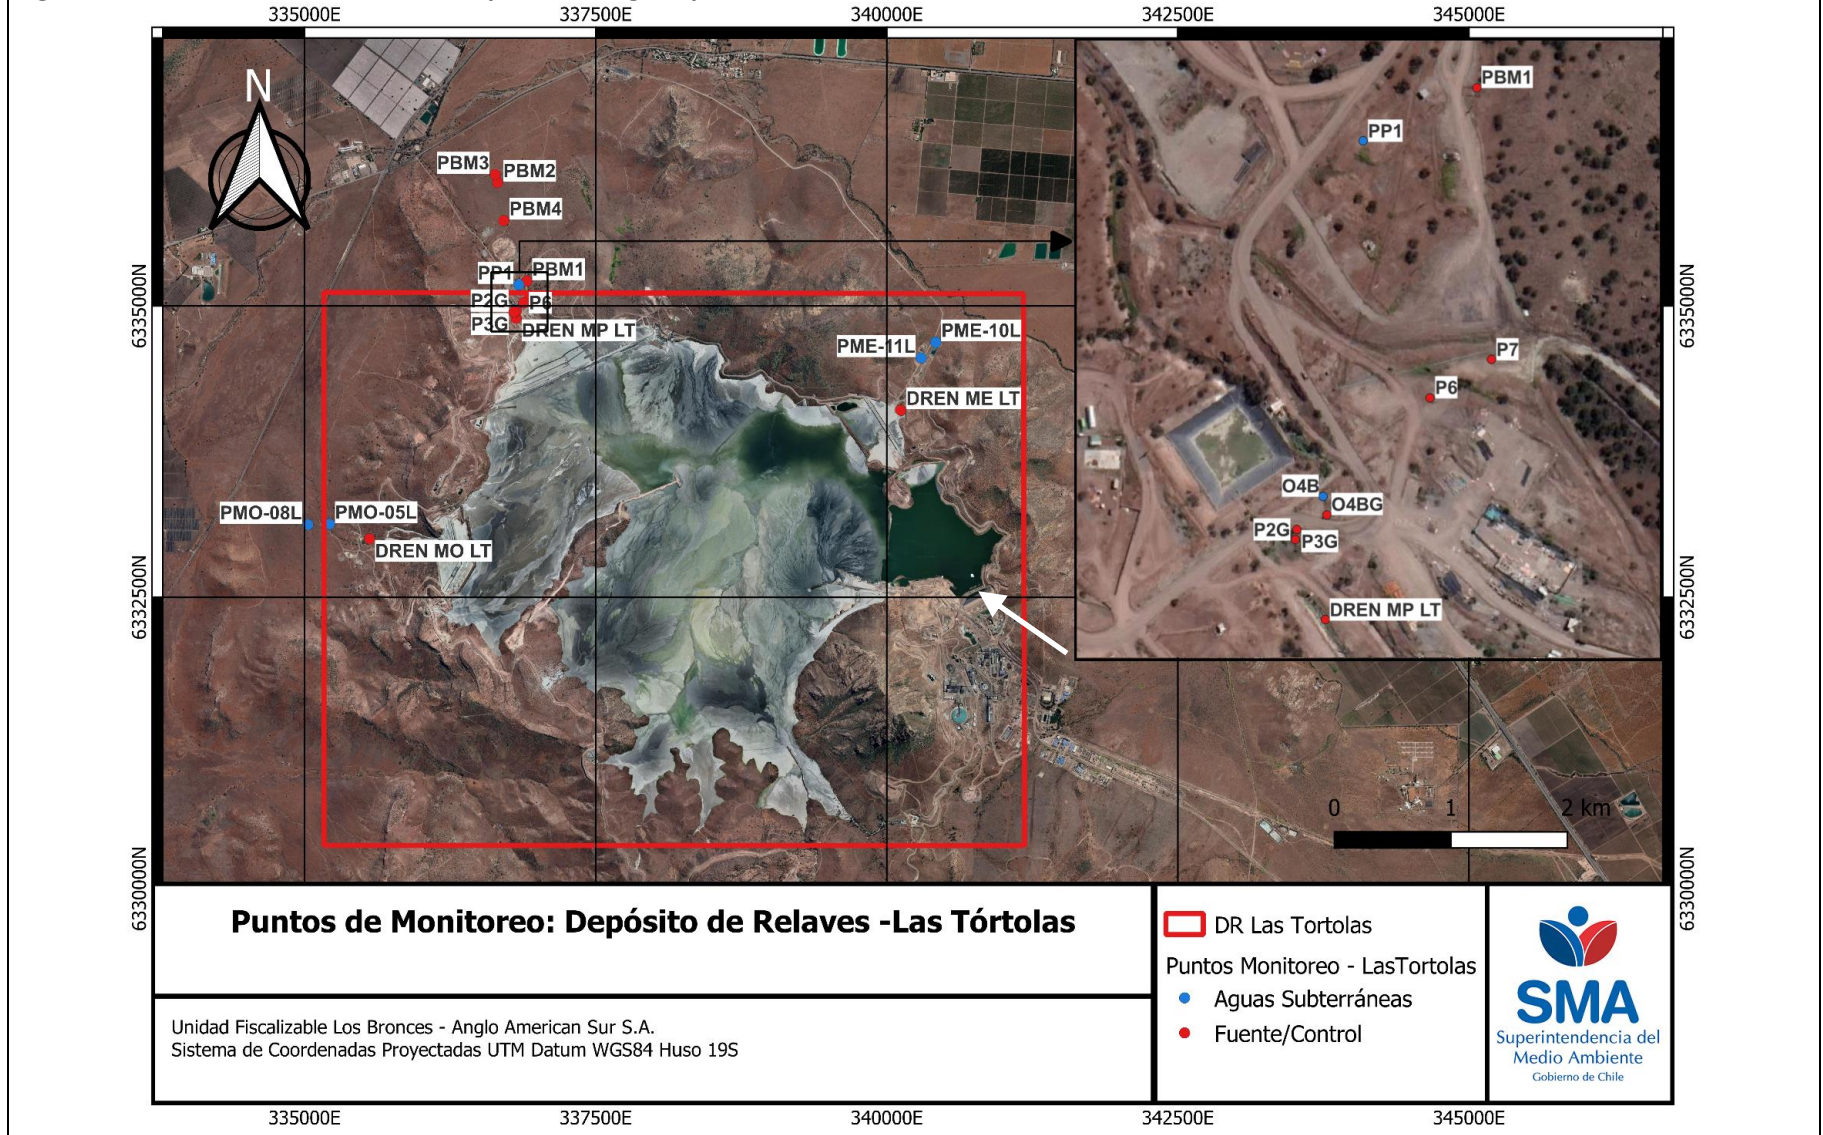 335000E 337500E 340000E 342500E 345000E
N
PBM3
PBM2
PBM4
PP1
PBM1
P2G
P6
P3G
DREN MP LT
PME-10L
PME-11L
DREN ME LT
PMO-08L
PMO-05L
DREN MO LT
PBM1
PP1
P7
P6
O4B
O4BG
P2G
P3G
DREN MP LT
6335000N
6332500N
6330000N
6335000N
6332500N
6330000N
0 1 2 km
Puntos de Monitoreo: Depósito de Relaves -Las Tórtolas
Unidad Fiscalizable Los Bronces - Anglo American Sur S.A.
Sistema de Coordenadas Proyectadas UTM Datum WGS84 Huso 19S
DR Las Tortolas
Puntos Monitoreo - LasTortolas
Aguas Subterráneas
Fuente/Control
SMA
Superintendencia del
Medio Ambiente
Gobierno de Chile
335000E 337500E 340000E 342500E 345000E